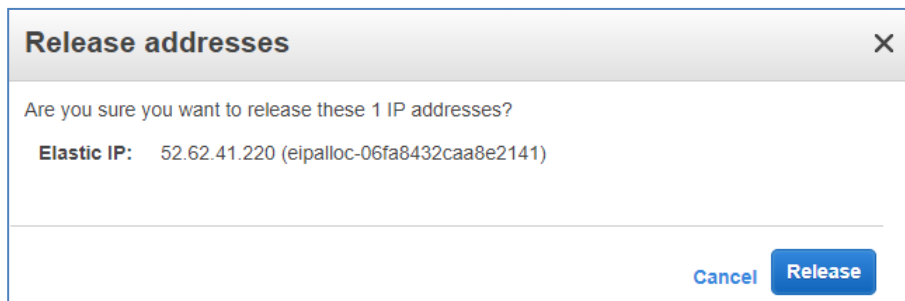 Release addresses
Are you sure you want to release these 1 IP addresses?
Elastic IP: 52.62.41.220 (eipalloc-06fa8432caa8e2141)
Cancel Release